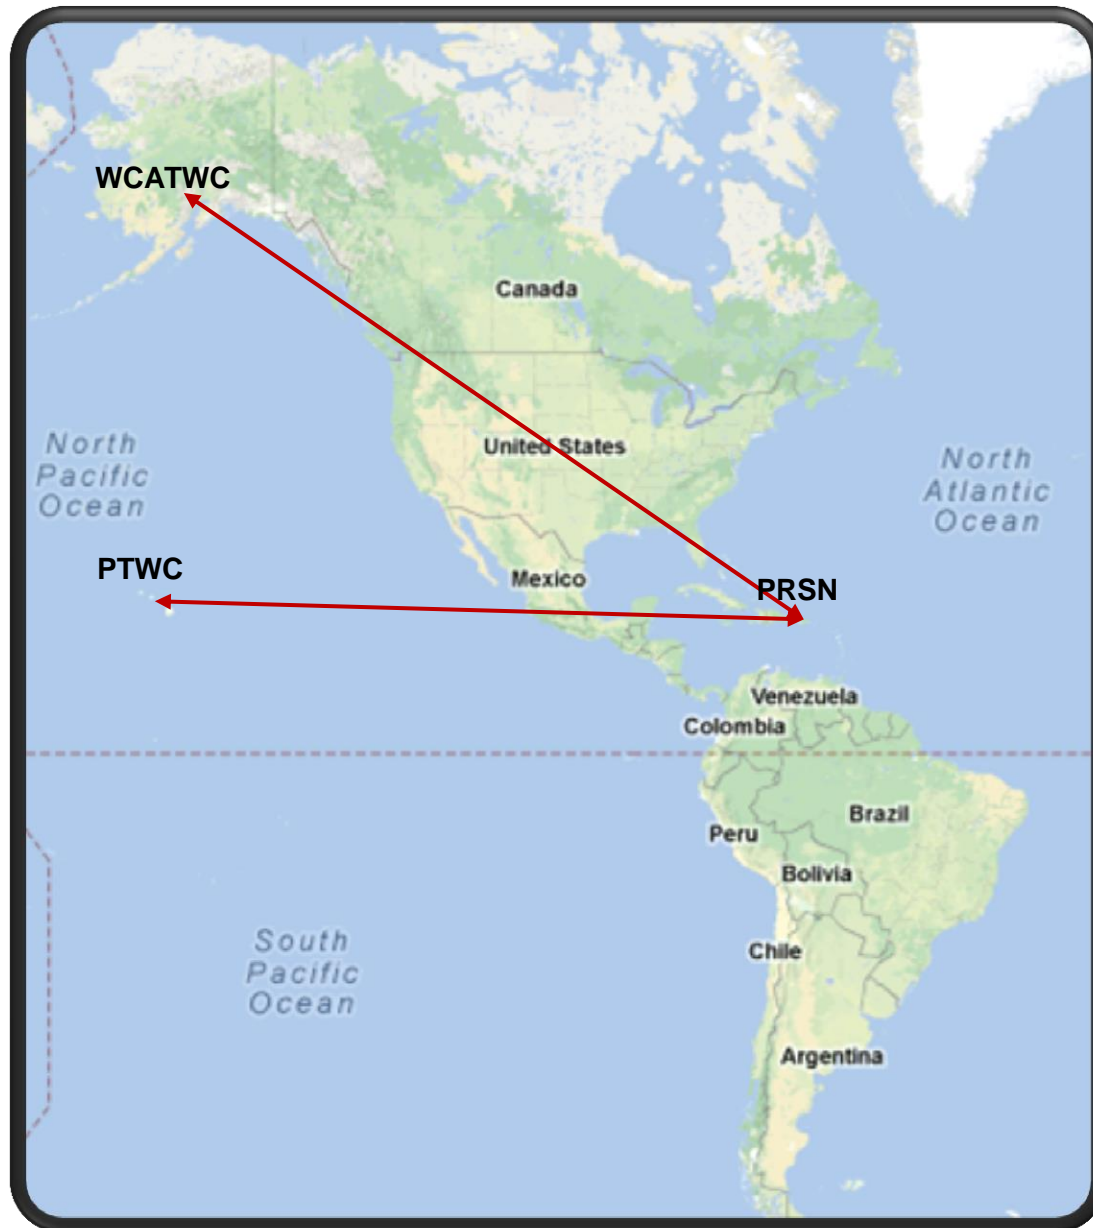 WCATWC
Canada
United States
North
Pacific
Ocean
North
Atlantic
Ocean
PTWC
Mexico
PRSN
Venezuela
Colombia
Brazil
Peru
Bolivia
South
Pacific
Ocean
Chile
Argentina